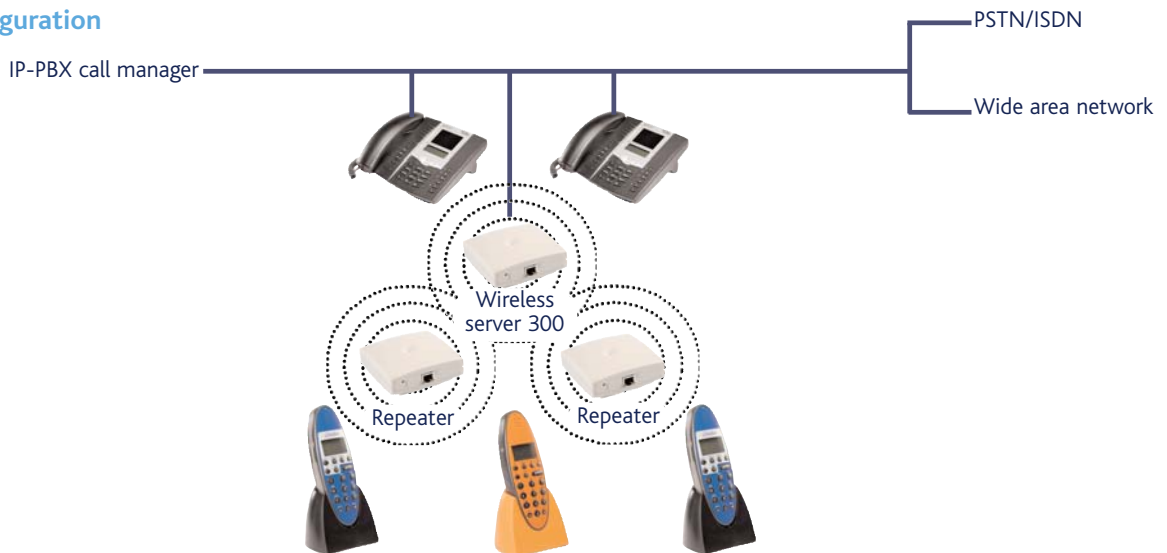 guration
PSTN/ISDN
IP-PBX call manager
Wide area network
Wireless
server 300
Repeater
Repeater